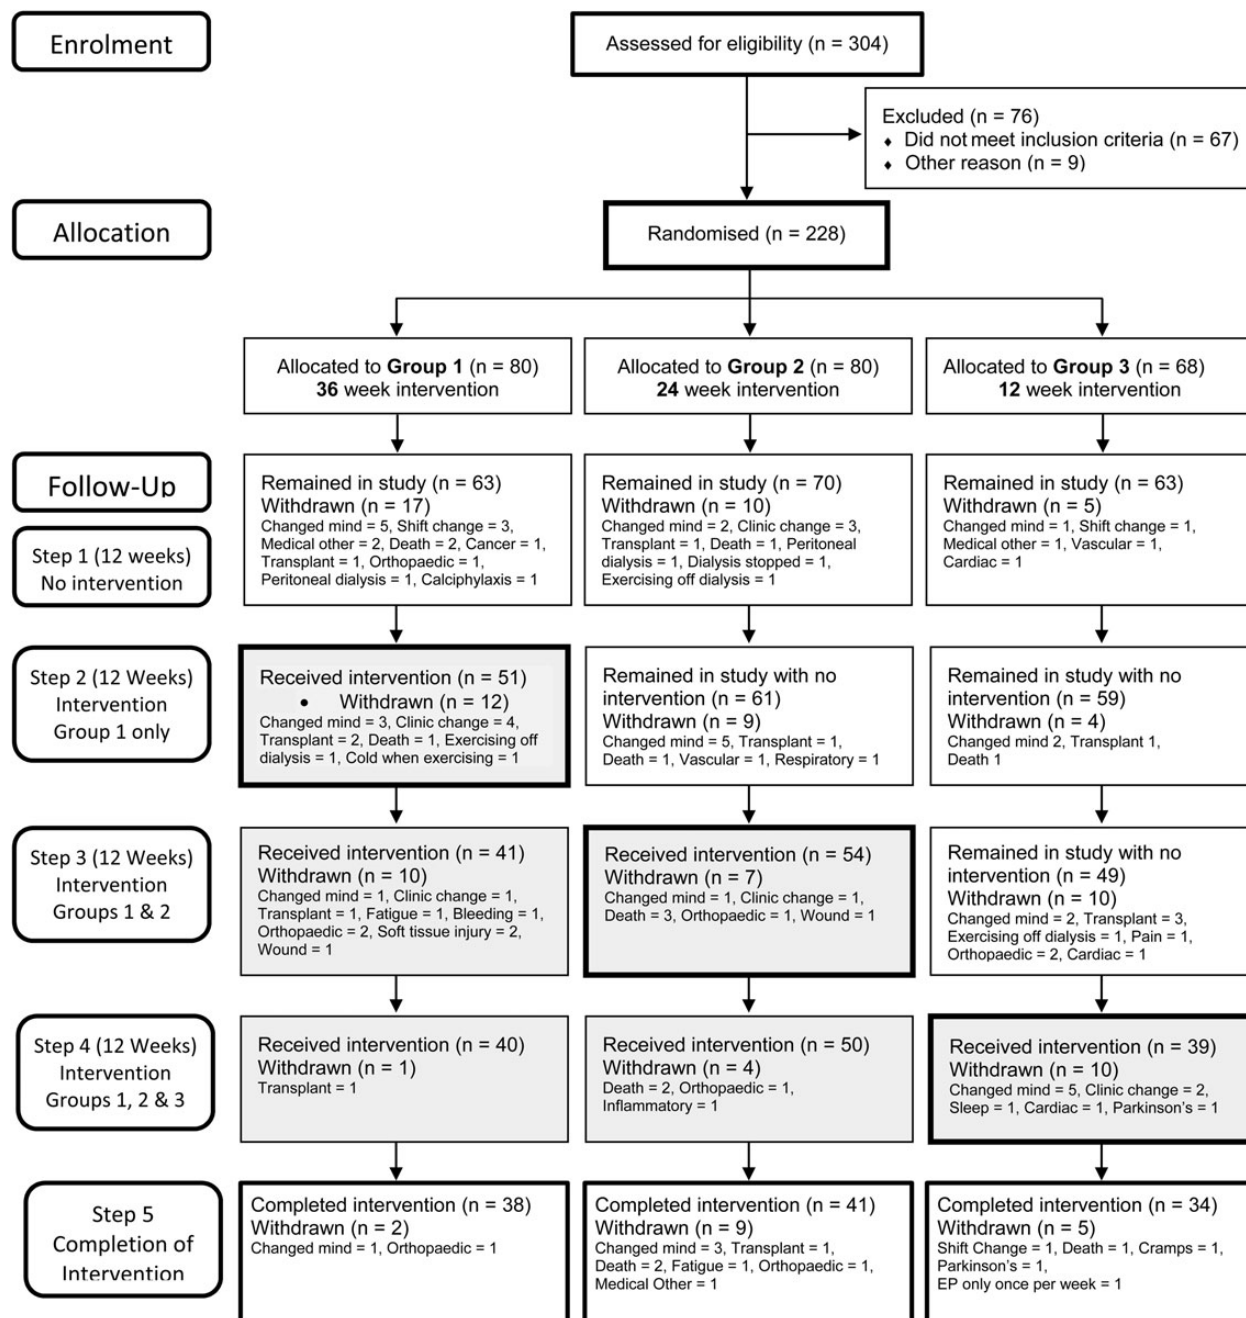 Enrolment
Assessed for eligibility (n = 304)
Excluded (n = 76)
♦ Did not meet inclusion criteria (n = 67)
♦ Other reason (n = 9)
Allocation
Randomised (n = 228)
Allocated to Group 1 (n = 80)
36 week intervention
Allocated to Group 2 (n = 80)
24 week intervention
Allocated to Group 3 (n = 68)
12 week intervention
Follow-Up
Step 1 (12 weeks)
No intervention
Remained in study (n = 63)
Withdrawn (n = 17)
Changed mind = 5, Shift change = 3,
Medical other = 2, Death = 2, Cancer = 1,
Transplant = 1, Orthopaedic = 1,
Peritoneal dialysis = 1, Calciphylaxis = 1
Remained in study (n = 70)
Withdrawn (n = 10)
Changed mind = 2, Clinic change = 3,
Transplant = 1, Death = 1, Peritoneal
dialysis = 1, Dialysis stopped = 1,
Exercising off dialysis = 1
Remained in study (n = 63)
Withdrawn (n = 5)
Changed mind = 1, Shift change = 1,
Medical other = 1, Vascular = 1,
Cardiac = 1
Step 2 (12 Weeks)
Intervention
Group 1 only
Received intervention (n = 51)
• Withdrawn (n = 12)
Changed mind = 3, Clinic change = 4,
Transplant = 2, Death = 1, Exercising off
dialysis = 1, Cold when exercising = 1
Remained in study with no
intervention (n = 61)
Withdrawn (n = 9)
Changed mind = 5, Transplant = 1,
Death = 1, Vascular = 1, Respiratory = 1
Remained in study with no
intervention (n = 59)
Withdrawn (n = 4)
Changed mind 2, Transplant 1,
Death 1
Step 3 (12 Weeks)
Intervention
Groups 1 & 2
Received intervention (n = 41)
Withdrawn (n = 10)
Changed mind = 1, Clinic change = 1,
Transplant = 1, Fatigue = 1, Bleeding = 1,
Orthopaedic = 2, Soft tissue injury = 2,
Wound = 1
Received intervention (n = 54)
Withdrawn (n = 7)
Changed mind = 1, Clinic change = 1,
Death = 3, Orthopaedic = 1, Wound = 1
Remained in study with no
intervention (n = 49)
Withdrawn (n = 10)
Changed mind = 2, Transplant = 3,
Exercising off dialysis = 1, Pain = 1,
Orthopaedic = 2, Cardiac = 1
Step 4 (12 Weeks)
Intervention
Groups 1, 2 & 3
Received intervention (n = 40)
Withdrawn (n = 1)
Transplant = 1
Received intervention (n = 50)
Withdrawn (n = 4)
Death = 2, Orthopaedic = 1,
Inflammatory = 1
Received intervention (n = 39)
Withdrawn (n = 10)
Changed mind = 5, Clinic change = 2,
Sleep = 1, Cardiac = 1, Parkinson's = 1
Step 5
Completion of
Intervention
Completed intervention (n = 38)
Withdrawn (n = 2)
Changed mind = 1, Orthopaedic = 1
Completed intervention (n = 41)
Withdrawn (n = 9)
Changed mind = 3, Transplant = 1,
Death = 2, Fatigue = 1, Orthopaedic = 1,
Medical Other = 1
Completed intervention (n = 34)
Withdrawn (n = 5)
Shift Change = 1, Death = 1, Cramps = 1,
Parkinson's = 1,
EP only once per week = 1